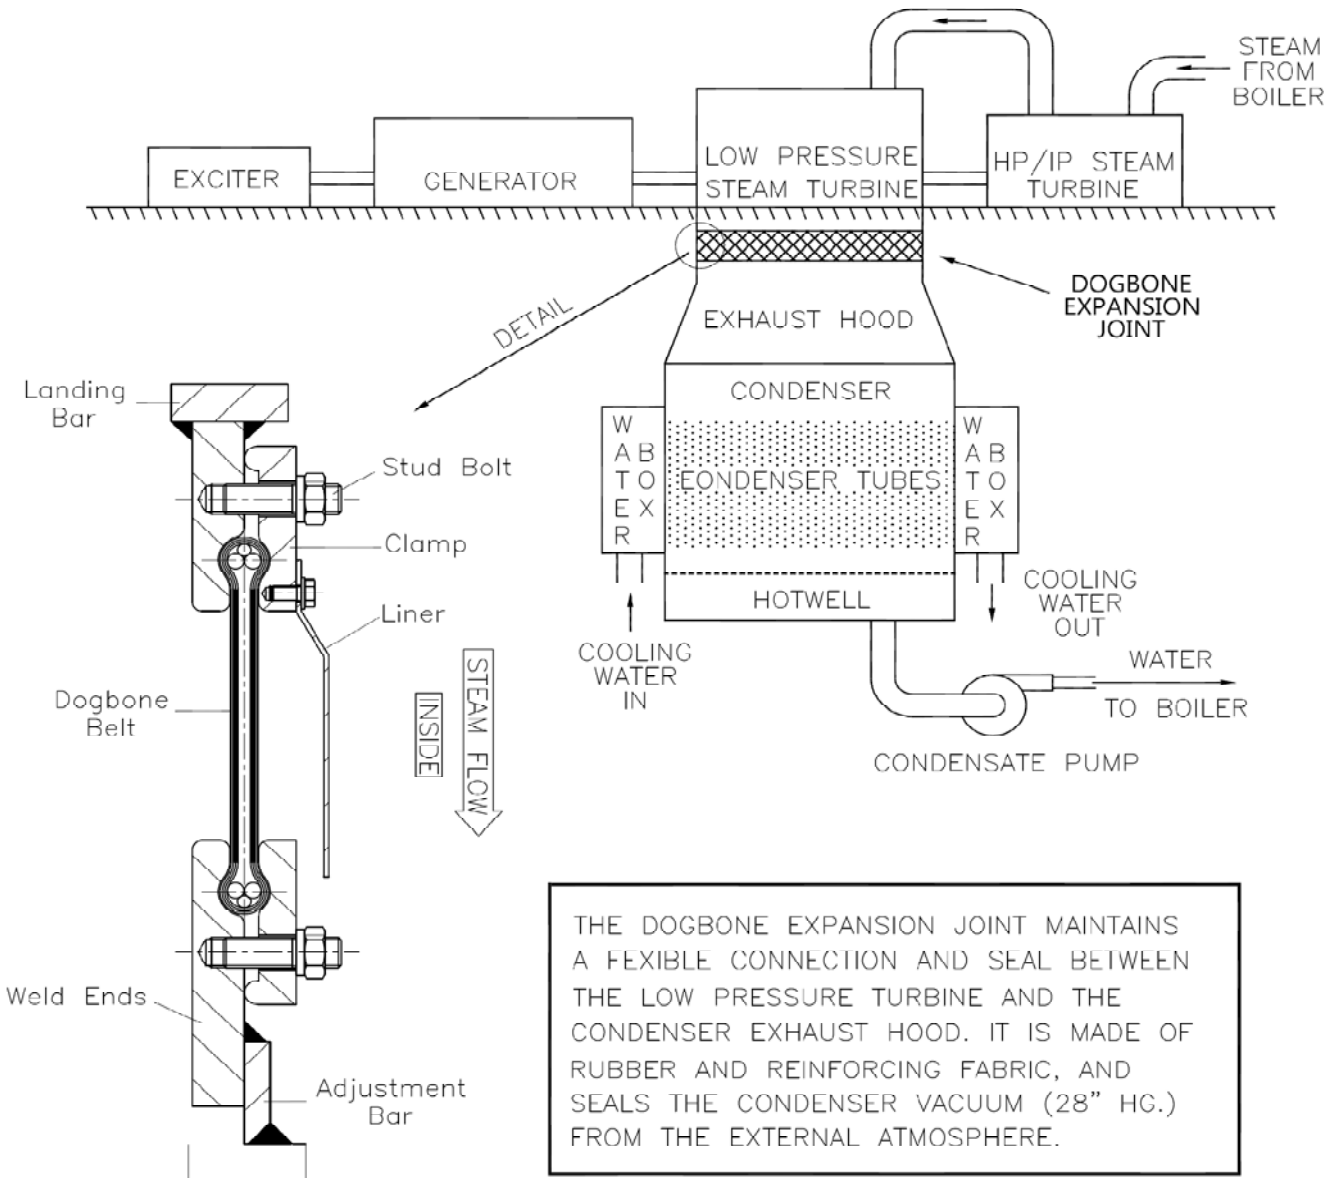 STEAM
FROM
BOILER
EXCITER
GENERATOR
LOW PRESSURE
STEAM TURBINE
HP/IP STEAM
TURBINE
DOGBONE
EXPANSION
JOINT
DETAIL
EXHAUST HOOD
CONDENSER
WATER
BOX
EONDENSER TUBES
WATER
BOX
HOTWELL
COOLING
WATER
IN
COOLING
WATER
OUT
WATER
TO BOILER
CONDENSATE PUMP
Landing
Bar
Stud Bolt
Clamp
Liner
Dogbone
Belt
INSIDE
STEAM FLOW
Weld Ends
Adjustment
Bar
THE DOGBONE EXPANSION JOINT MAINTAINS
A FEXIBLE CONNECTION AND SEAL BETWEEN
THE LOW PRESSURE TURBINE AND THE
CONDENSER EXHAUST HOOD. IT IS MADE OF
RUBBER AND REINFORCING FABRIC, AND
SEALS THE CONDENSER VACUUM (28” HG.)
FROM THE EXTERNAL ATMOSPHERE.